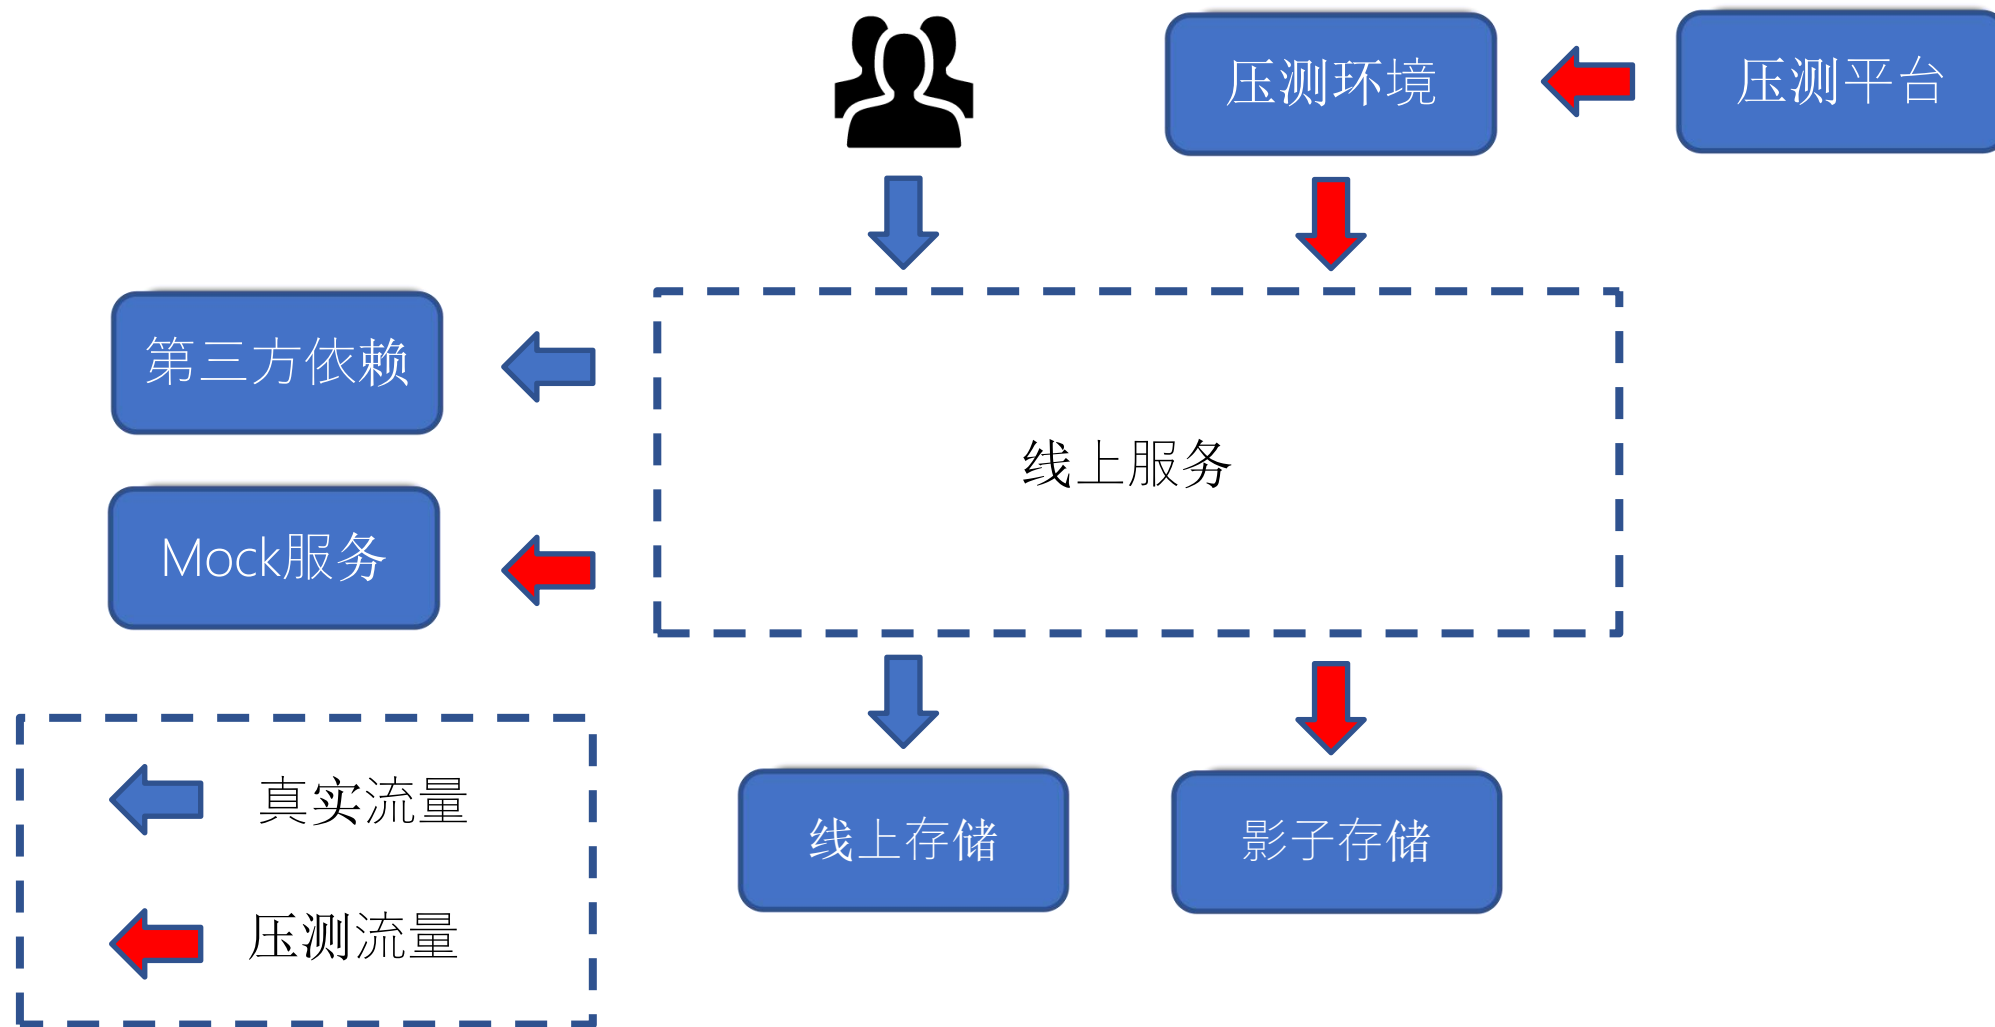 压测环境
压测平台
第三方依赖
线上服务
Mock服务
真实流量
线上存储
影子存储
压测流量